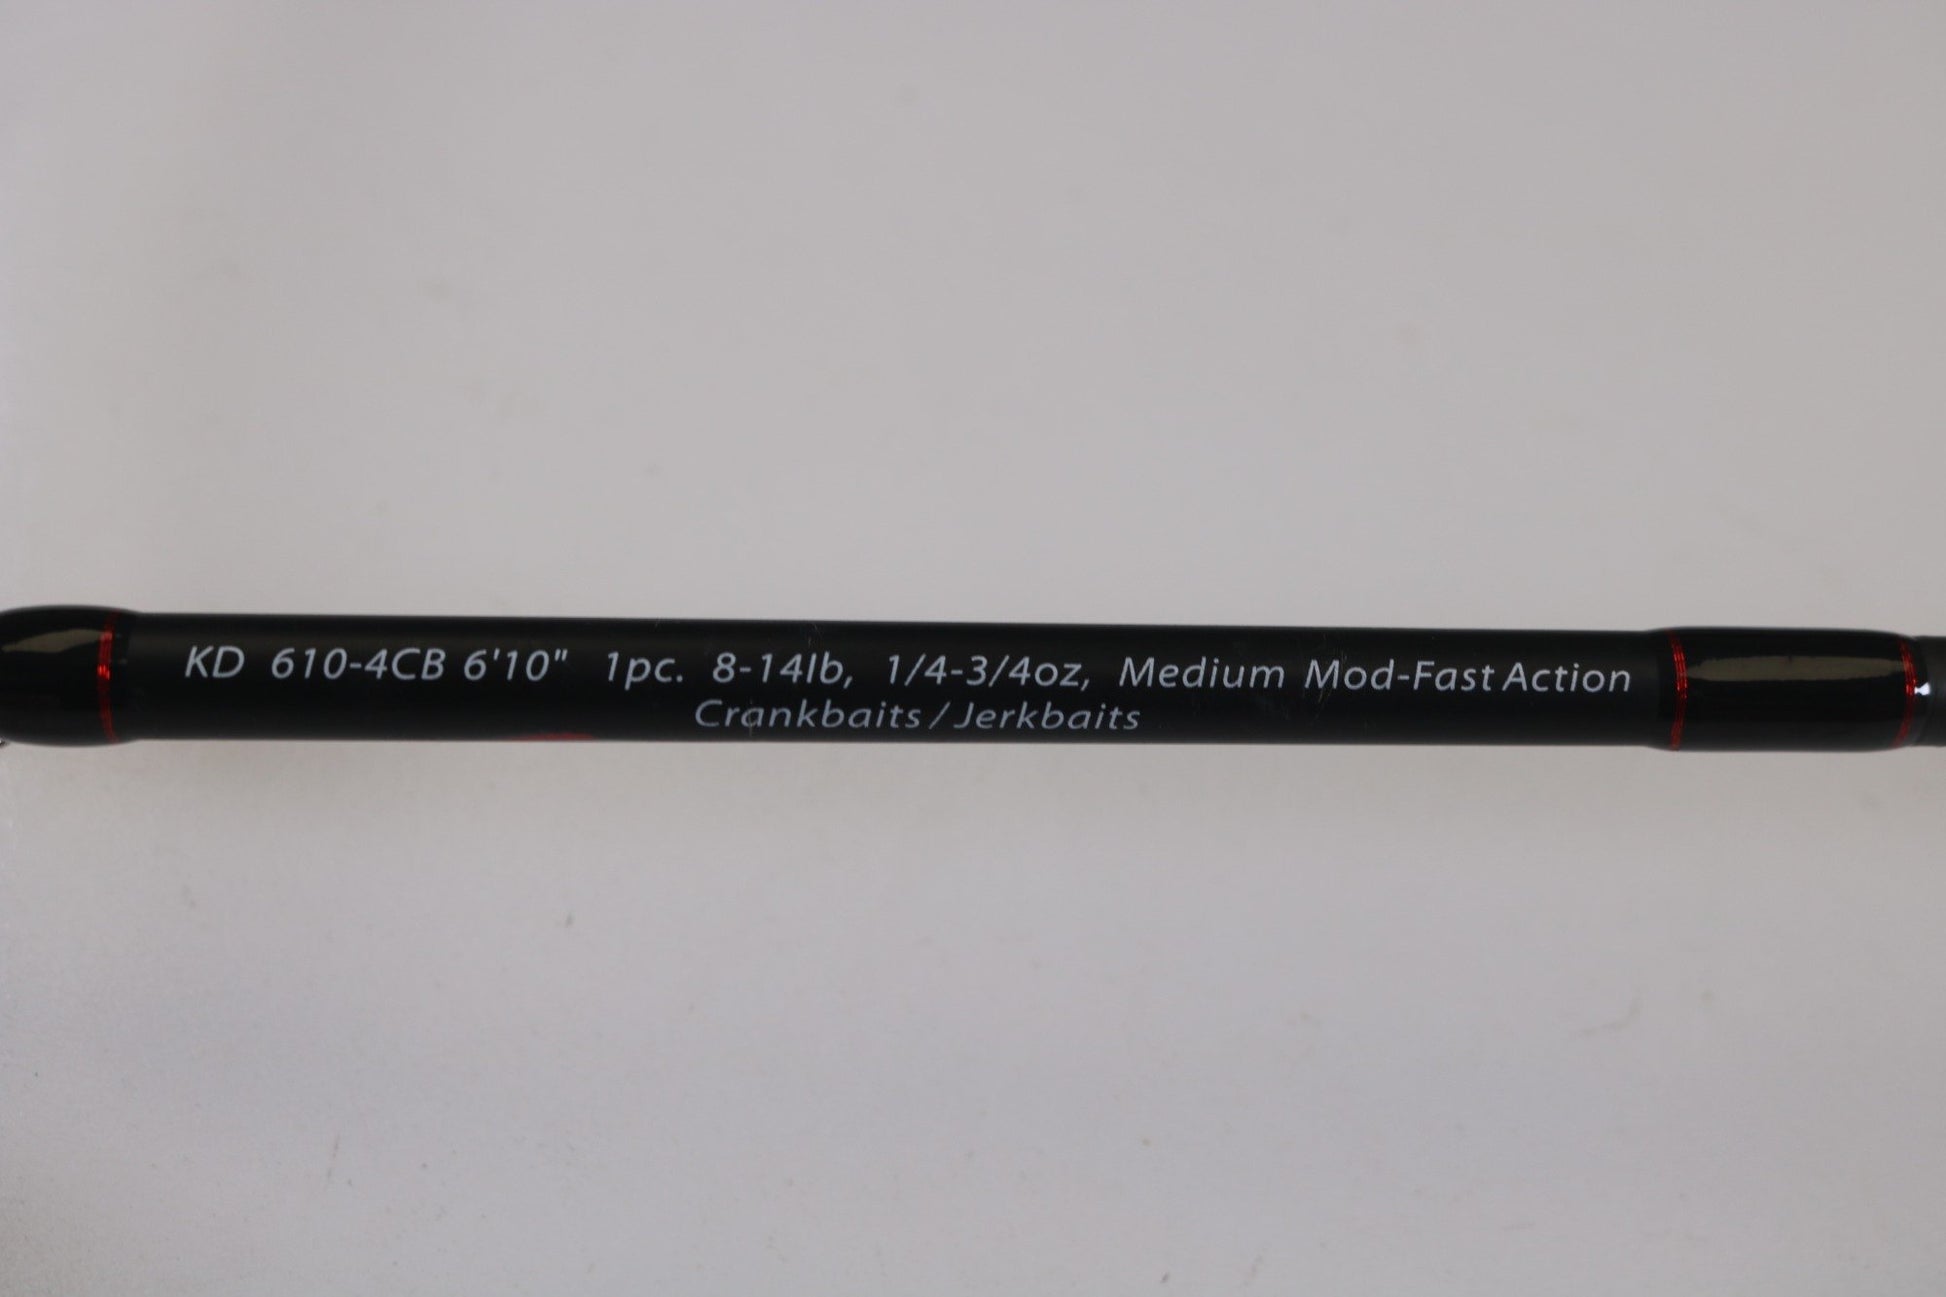 KD 610-4CB 6'10" 1pc. 8-14lb, 1/4-3/4oz, Medium Mod-Fast Action
Crankbaits / Jerkbaits